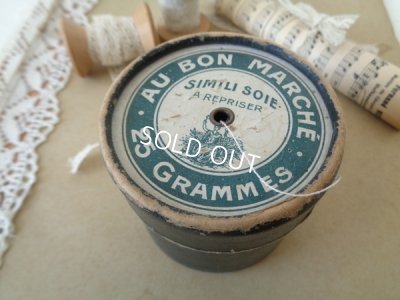 AU BON MARCHÉ
SIMILI SOIE
A REPRISER
SOLD OUT
25 GRAMMES